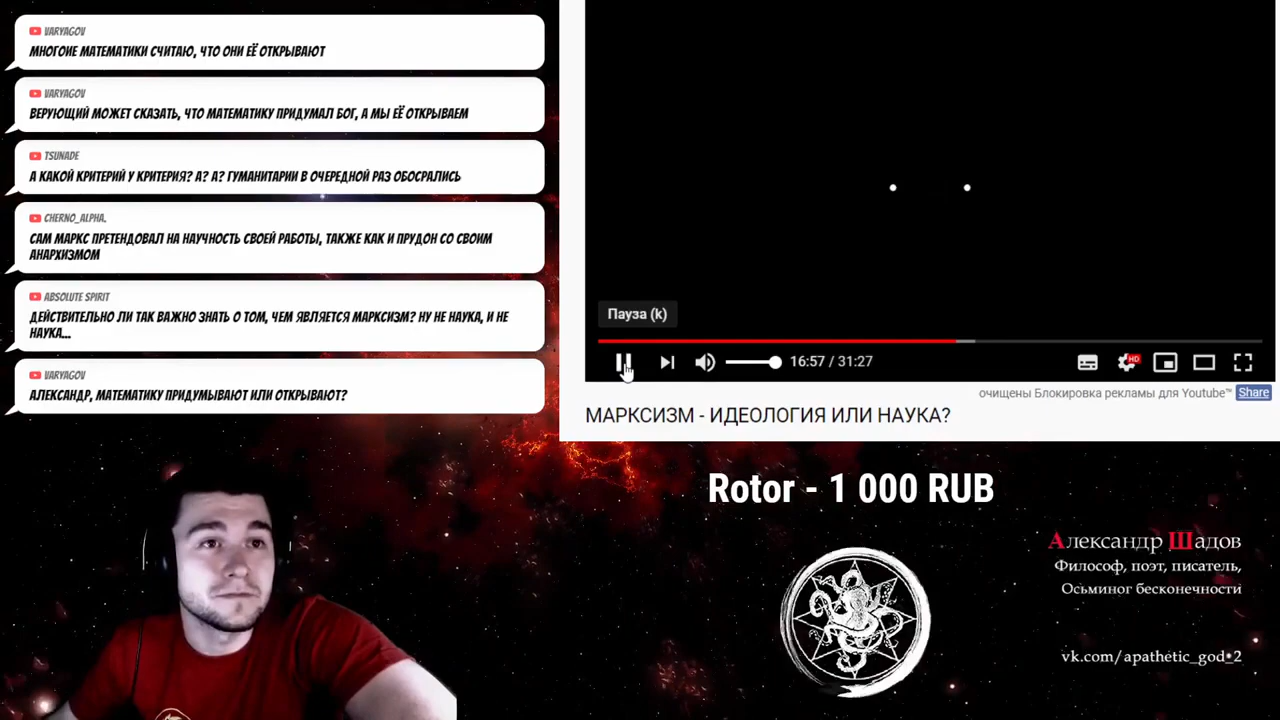 VARYAGOV
МНОГОИЕ МАТЕМАТИКИ СЧИТАЮ, ЧТО ОНИ ЕЁ ОТКРЫВАЮТ
VARYAGOV
ВЕРУЮЩИЙ МОЖЕТ СКАЗАТЬ, ЧТО МАТЕМАТИКУ ПРИДУМАЛ БОГ, А МЫ ЕЁ ОТКРЫВАЕМ
TSUNADE
А КАКОЙ КРИТЕРИЙ У КРИТЕРИЯ? А? А? ГУМАНИТАРИИ В ОЧЕРЕДНОЙ РАЗ ОБОСРАЛИСЬ
CHERNO_ALPHA.
САМ МАРКС ПРЕТЕНДОВАЛ НА НАУЧНОСТЬ СВОЕЙ РАБОТЫ, ТАКЖЕ КАК И ПРУДОН СО СВОИМ
АНАРХИЗМОМ
ABSOLUTE SPIRIT
ДЕЙСТВИТЕЛЬНО ЛИ ТАК ВАЖНО ЗНАТЬ О ТОМ, ЧЕМ ЯВЛЯЕТСЯ МАРКСИЗМ? НУ НЕ НАУКА, И НЕ
НАУКА...
VARYAGOV
АЛЕКСАНДР, МАТЕМАТИКУ ПРИДУМЫВАЮТ ИЛИ ОТКРЫВАЮТ?
Пауза (k)
16:57 / 31:27
HD
очищены Блокировка рекламы для Youtube™ Share
МАРКСИЗМ - ИДЕОЛОГИЯ ИЛИ НАУКА?
Rotor - 1 000 RUB
Александр Шадов
Философ, поэт, писатель,
Осьминог бесконечности
vk.com/apathetic_god_2